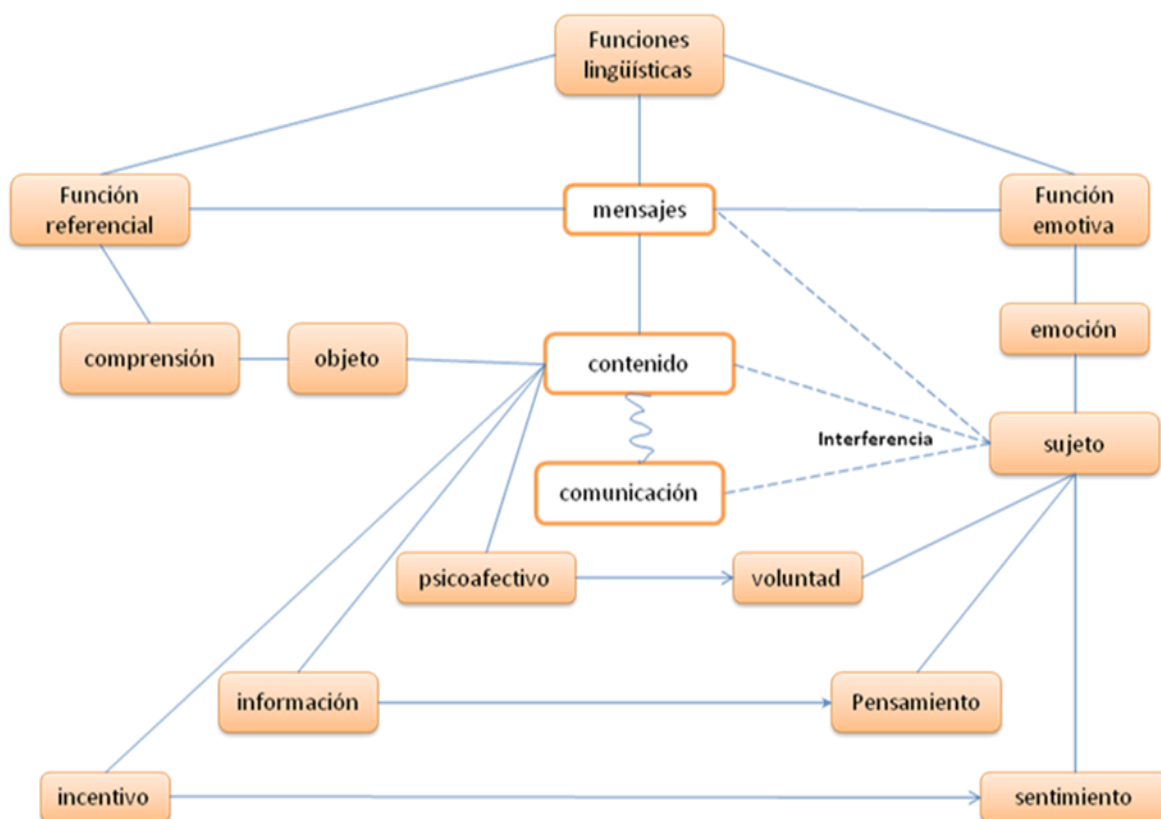 Funciones
lingüísticas
Función
referencial
mensajes
Función
emotiva
emoción
comprensión
objeto
contenido
Interferencia
sujeto
comunicación
psicoafectivo
voluntad
información
Pensamiento
incentivo
sentimiento